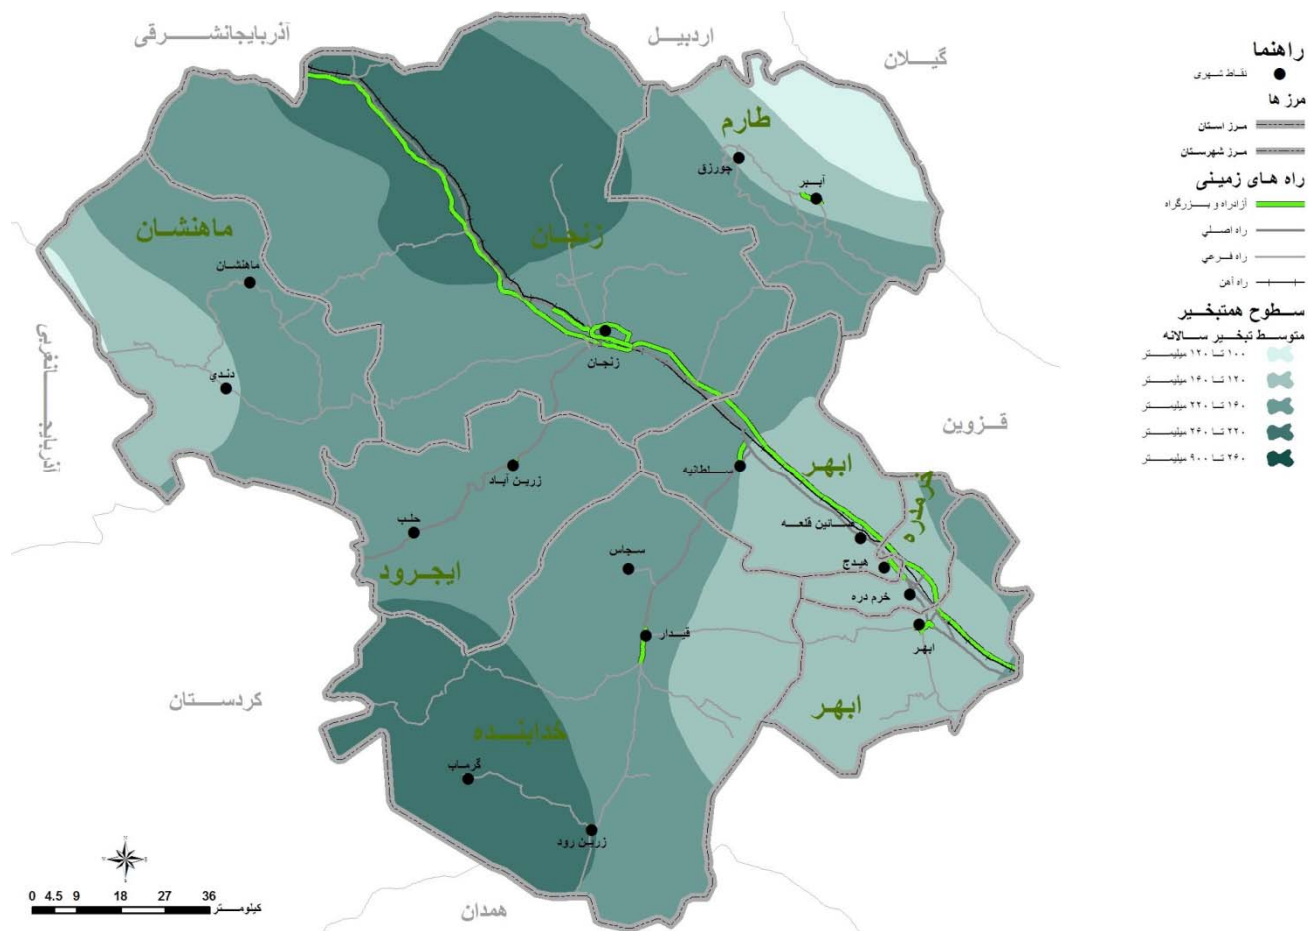 آذربایجانشرقی
اردبیل
گیلان
طارم
چورزق
آببر
ماهنشان
ماهنشان
زنجان
زنجان
دندي
آذربایجانغربی
قزوین
ابهر
خرمدره
سلطانیه
زرین آباد
حلب
ایجرود
سجاس
صائین قلعه
هیدج
خرم دره
ابهر
قیدار
ابهر
کردستان
خدابنده
گرماب
زرین رود
همدان
0 4.5 9 18 27 36
کیلومتر
راهنما
نقاط شهری
مرز ها
مرز استان
مرز شهرستان
راه های زمینی
آزادراه و بزرگراه
راه اصلي
راه فرعي
راه آهن
سطوح همتبخیر
متوسط تبخیر سالانه
۱۰۰ تا ۱۲۰ میلیمتر
۱۲۰ تا ۱۶۰ میلیمتر
۱۶۰ تا ۲۲۰ میلیمتر
۲۲۰ تا ۲۶۰ میلیمتر
۲۶۰ تا ۹۰۰ میلیمتر